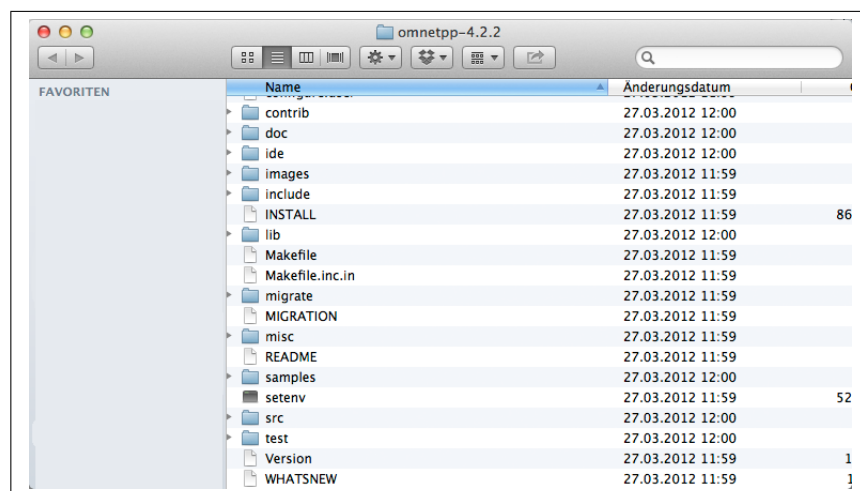 omnetpp-4.2.2
FAVORITEN
Name Änderungsdatum
contrib 27.03.2012 12:00
doc 27.03.2012 12:00
ide 27.03.2012 12:00
images 27.03.2012 11:59
include 27.03.2012 11:59
INSTALL 27.03.2012 11:59 86
lib 27.03.2012 12:00
Makefile 27.03.2012 11:59
Makefile.inc.in 27.03.2012 11:59
migrate 27.03.2012 11:59
MIGRATION 27.03.2012 11:59
misc 27.03.2012 11:59
README 27.03.2012 11:59
samples 27.03.2012 12:00
setenv 27.03.2012 11:59 52
src 27.03.2012 12:00
test 27.03.2012 12:00
Version 27.03.2012 11:59 1
WHATSNEW 27.03.2012 11:59 1